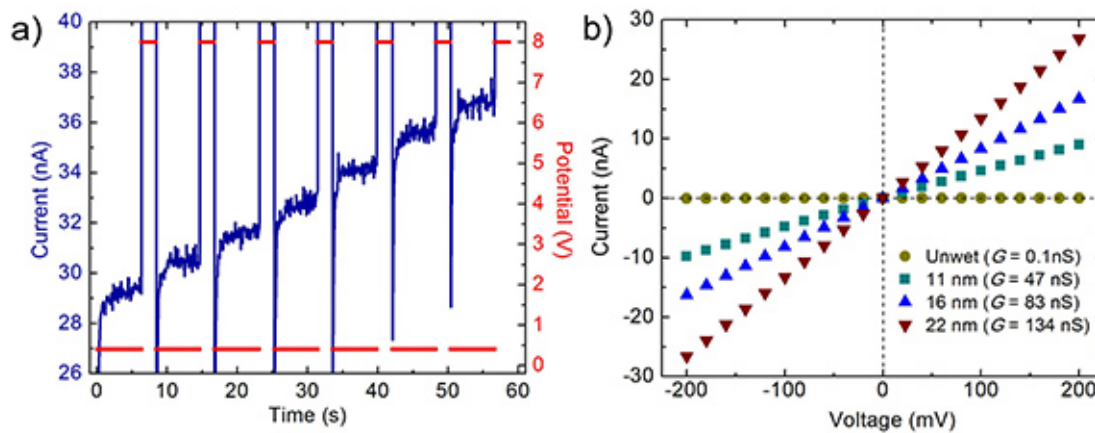 a)
40
38
36
34
32
30
28
26
Current (nA)
0 10 20 30 40 50 60
Time (s)
8
7
6
5
4
3
2
1
0
Potential (V)
b)
30
20
10
0
-10
-20
-30
Current (nA)
-200 -100 0 100 200
Voltage (mV)
Unwet (G = 0.1nS)
11 nm (G = 47 nS)
16 nm (G = 83 nS)
22 nm (G = 134 nS)